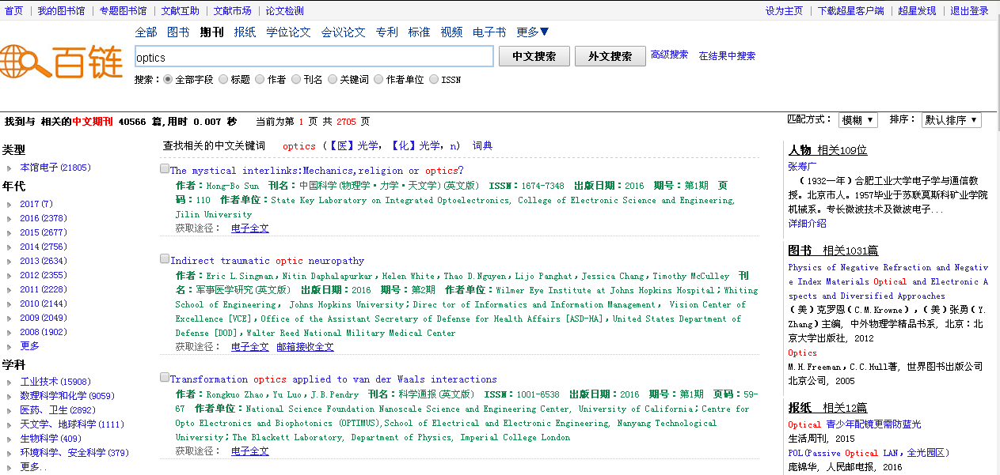 首页 | 我的图书馆 | 专题图书馆 | 文献互助 | 文献市场 | 论文检测
设为主页 | 下载超星客户端 | 超星发现 | 退出登录
百链
全部 图书 期刊 报纸 学位论文 会议论文 专利 标准 视频 电子书 更多▼
optics 中文搜索 外文搜索 高级搜索 在结果中搜索
搜索： 全部字段 标题 作者 刊名 关键词 作者单位 ISSN
找到与 相关的中文期刊 40566 篇,用时 0.007 秒 当前为第 1 页 共 2705 页
匹配方式： 模糊 ▼ 排序： 默认排序 ▼
类型
本馆电子(21805)
年代
2017(7)
2016(2378)
2015(2677)
2014(2756)
2013(2634)
2012(2355)
2011(2228)
2010(2144)
2009(2049)
2008(1902)
更多
学科
工业技术(15908)
数理科学和化学(9059)
医药、卫生(2892)
天文学、地球科学(1111)
生物科学(409)
环境科学、安全科学(379)
更多..
查找相关的中文关键词 optics (【医】光学，【化】光学，n) 词典
The mystical interlinks:Mechanics,religion or optics?
作者：Hong-Bo Sun 刊名：中国科学(物理学·力学·天文学)(英文版) ISSN：1674-7348 出版日期：2016 期号：第1期 页
码：110 作者单位：State Key Laboratory on Integrated Optoelectronics, College of Electronic Science and Engineering,
Jilin University
获取途径： 电子全文
Indirect traumatic optic neuropathy
作者：Eric L.Singman，Nitin Daphalapurkar，Helen White，Thao D.Nguyen，Lijo Panghat，Jessica Chang，Timothy McCulley 刊
名：军事医学研究(英文版) 出版日期：2016 期号：第2期 作者单位：Wilmer Eye Institute at Johns Hopkins Hospital；Whiting
School of Engineering， Johns Hopkins University；Direc tor of Informatics and Information Management， Vision Center of
Excellence [VCE]，Office of the Assistant Secretary of Defense for Health Affairs [ASD-HA]，United States Department of
Defense [DOD]，Walter Reed National Military Medical Center
获取途径： 电子全文 邮箱接收全文
Transformation optics applied to van der Waals interactions
作者：Rongkuo Zhao，Yu Luo，J.B.Pendry 刊名：科学通报(英文版) ISSN：1001-6538 出版日期：2016 期号：第1期 页码：59-
67 作者单位：National Science Foundation Nanoscale Science and Engineering Center, University of California；Centre for
Opto Electronics and Biophotonics (OPTIMUS),School of Electrical and Electronic Engineering, Nanyang Technological
University；The Blackett Laboratory, Department of Physics, Imperial College London
获取途径： 电子全文
人物 相关109位
张寿广
（1932一年）合肥工业大学电子学与通信教
授。北京市人。1957毕业于苏联莫斯科矿业学院
机械系。专长微波技术及微波电子...
详细介绍
图书 相关1031篇
Physics of Negative Refraction and Negativ
e Index Materials Optical and Electronic A
spects and Diversified Approaches
（美）克罗恩（C.M.Krowne），（美）张勇（Y.
Zhang）主编, 中外物理学精品书系, 北京：北
京大学出版社, 2012
Optics
M.H.Freeman，C.C.Hull著, 世界图书出版公司
北京公司, 2005
报纸 相关12篇
Optical 青少年配镜更需防蓝光
生活周刊, 2015
POL(Passive Optical LAN，全光园区)
庞锦华, 人民邮电报, 2016